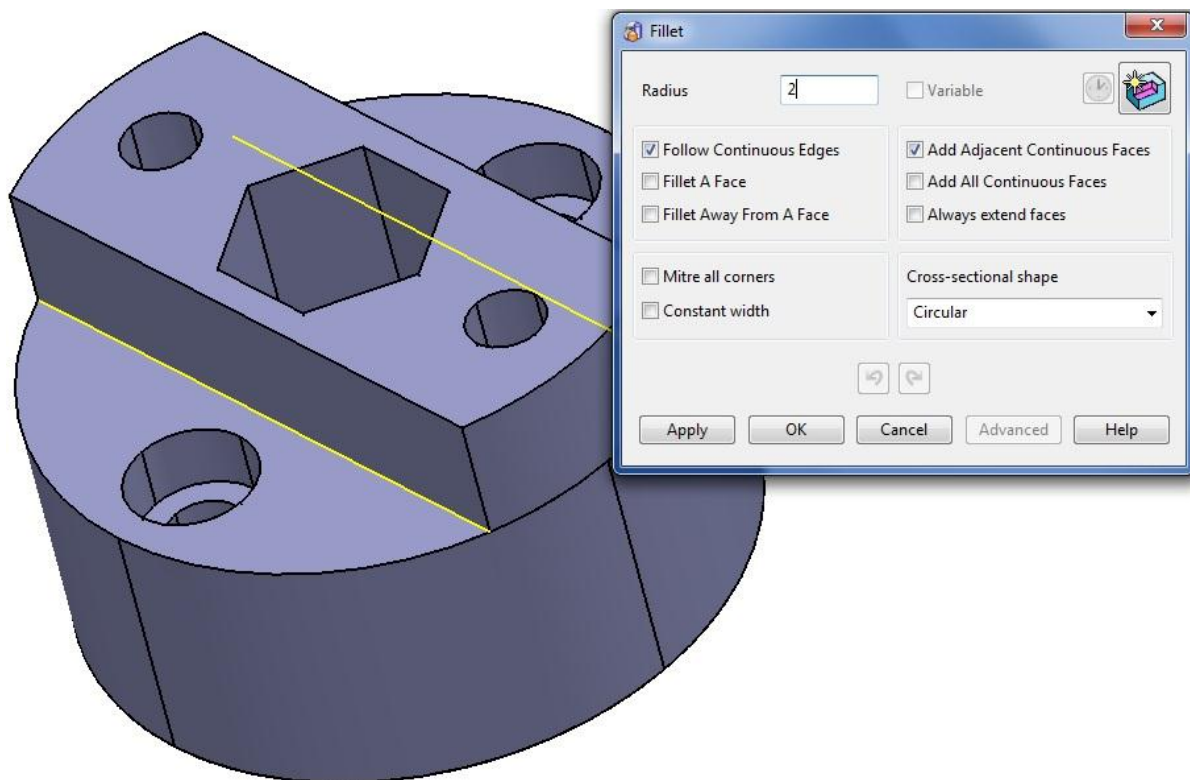 Fillet
Radius 2 Variable
Follow Continuous Edges
Fillet A Face
Fillet Away From A Face
Add Adjacent Continuous Faces
Add All Continuous Faces
Always extend faces
Mitre all corners
Constant width
Cross-sectional shape
Circular
Apply OK Cancel Advanced Help